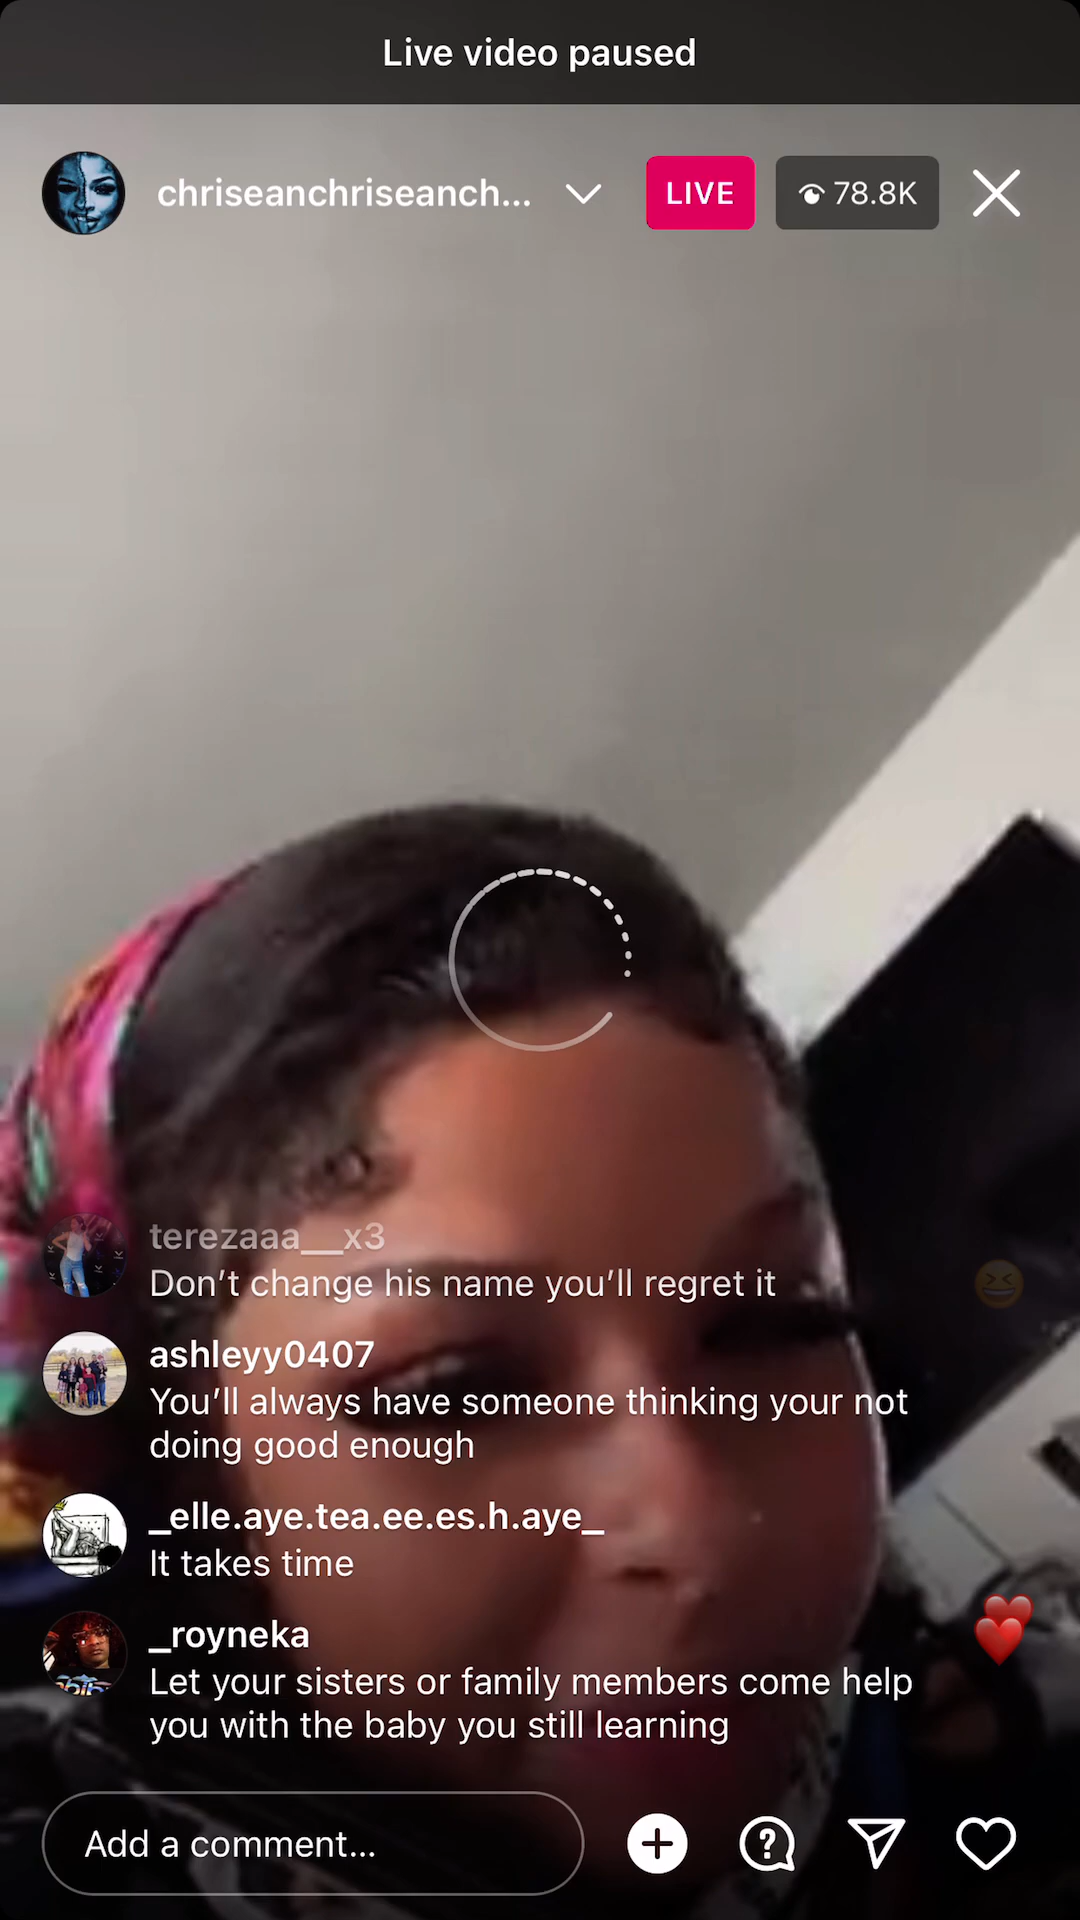 Live video paused
chriseanchriseanch...
LIVE
78.8K
terezaaa__x3
Don't change his name you'll regret it
ashleyy0407
You'll always have someone thinking your not
doing good enough
_elle.aye.tea.ee.es.h.aye_
It takes time
_royneka
Let your sisters or family members come help
you with the baby you still learning
Add a comment...